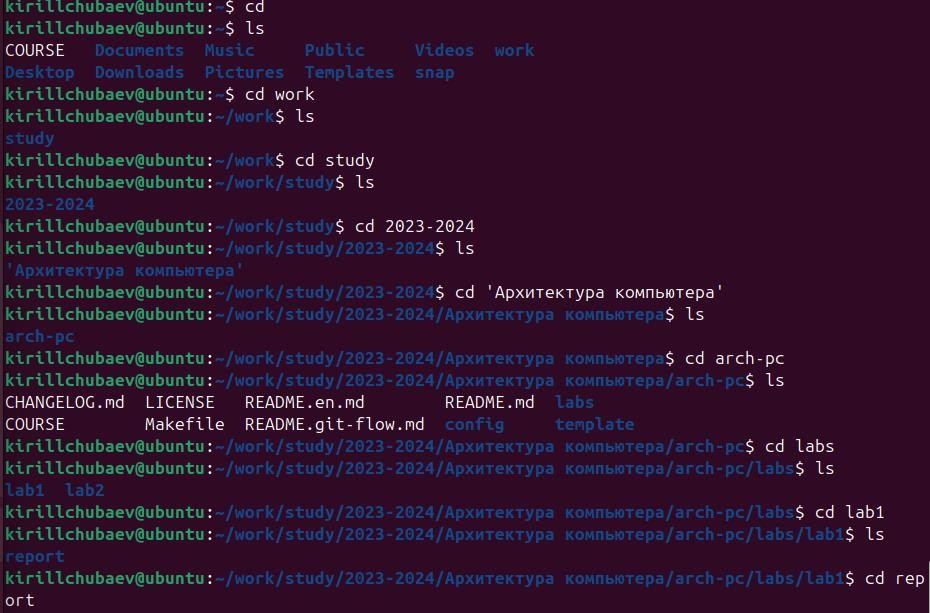 kirillchubaev@ubuntu:~$ cd
kirillchubaev@ubuntu:~$ ls
COURSE   Documents  Music     Public     Videos  work
Desktop  Downloads  Pictures  Templates  snap
kirillchubaev@ubuntu:~$ cd work
kirillchubaev@ubuntu:~/work$ ls
study
kirillchubaev@ubuntu:~/work$ cd study
kirillchubaev@ubuntu:~/work/study$ ls
2023-2024
kirillchubaev@ubuntu:~/work/study$ cd 2023-2024
kirillchubaev@ubuntu:~/work/study/2023-2024$ ls
'Архитектура компьютера'
kirillchubaev@ubuntu:~/work/study/2023-2024$ cd 'Архитектура компьютера'
kirillchubaev@ubuntu:~/work/study/2023-2024/Архитектура компьютера$ ls
arch-pc
kirillchubaev@ubuntu:~/work/study/2023-2024/Архитектура компьютера$ cd arch-pc
kirillchubaev@ubuntu:~/work/study/2023-2024/Архитектура компьютера/arch-pc$ ls
CHANGELOG.md  LICENSE   README.en.md        README.md  labs
COURSE        Makefile  README.git-flow.md  config     template
kirillchubaev@ubuntu:~/work/study/2023-2024/Архитектура компьютера/arch-pc$ cd labs
kirillchubaev@ubuntu:~/work/study/2023-2024/Архитектура компьютера/arch-pc/labs$ ls
lab1  lab2
kirillchubaev@ubuntu:~/work/study/2023-2024/Архитектура компьютера/arch-pc/labs$ cd lab1
kirillchubaev@ubuntu:~/work/study/2023-2024/Архитектура компьютера/arch-pc/labs/lab1$ ls
report
kirillchubaev@ubuntu:~/work/study/2023-2024/Архитектура компьютера/arch-pc/labs/lab1$ cd rep
ort